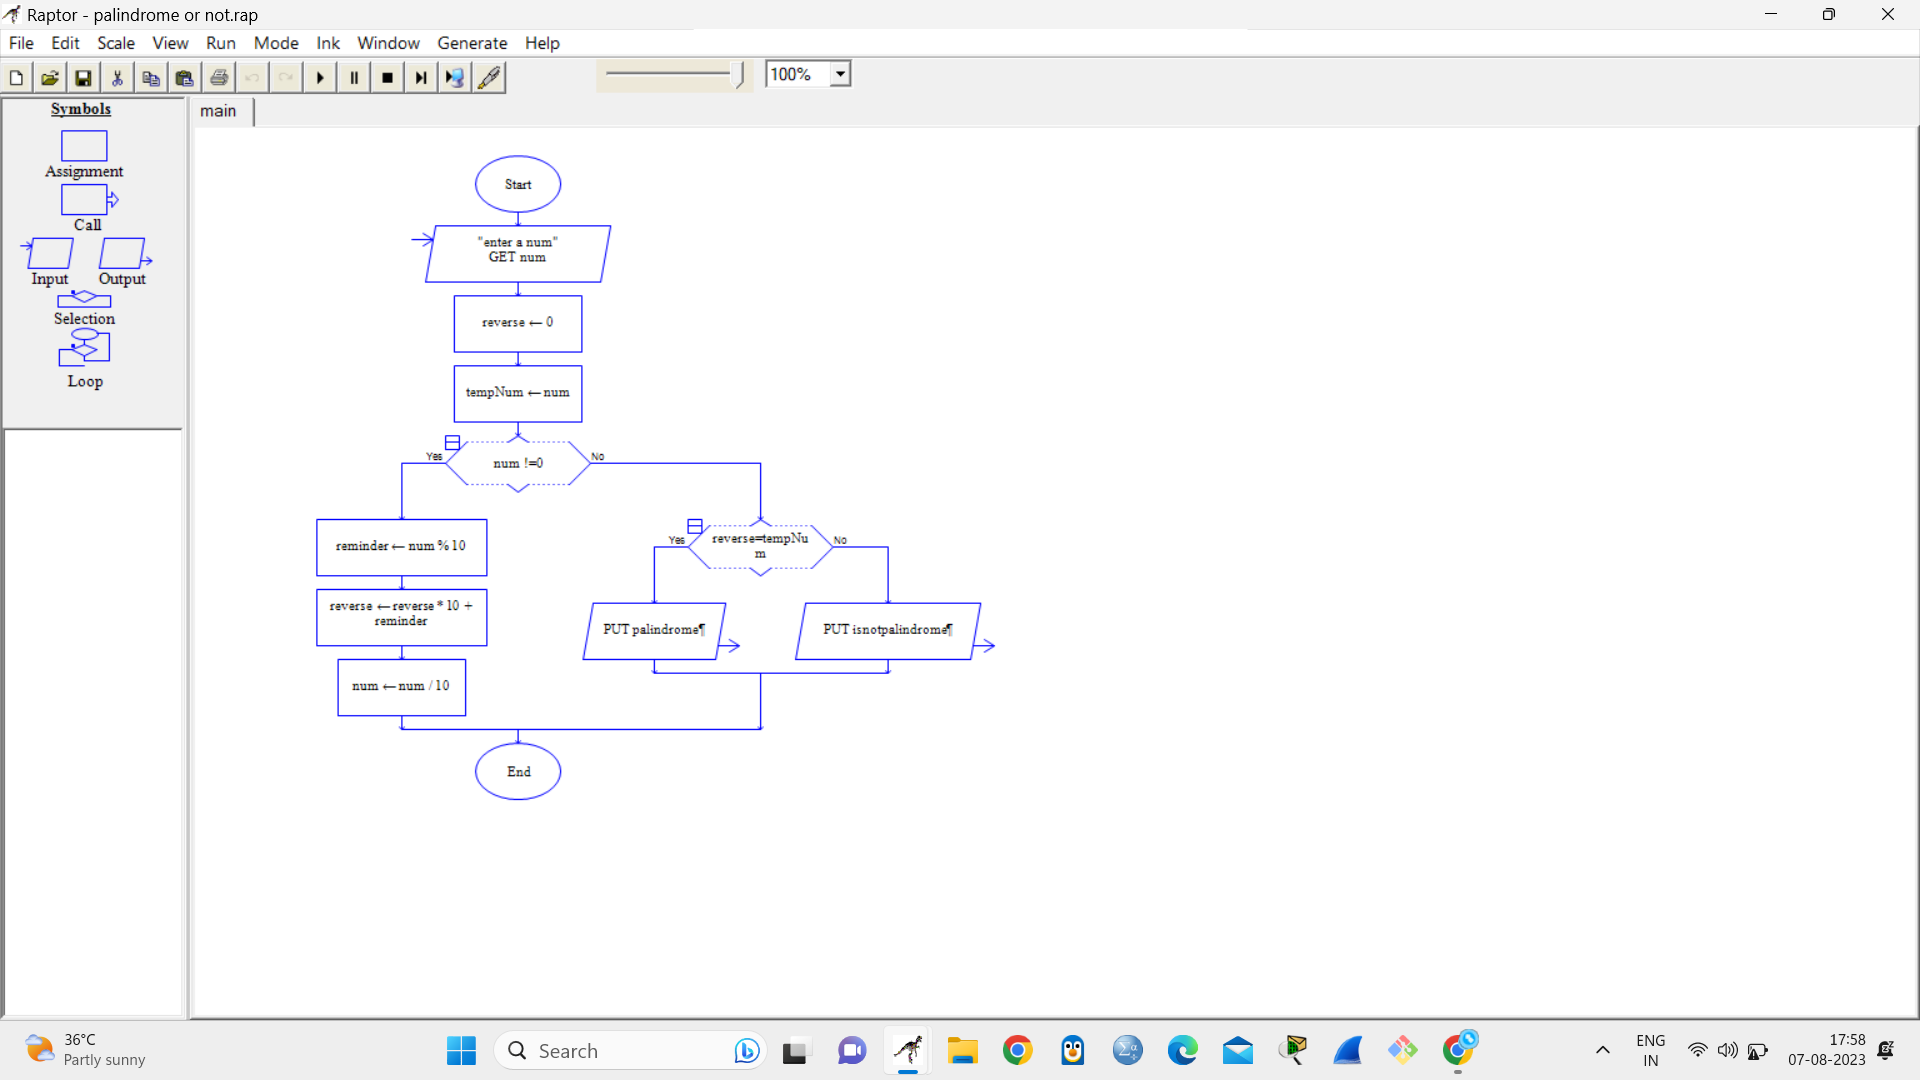 Raptor - palindrome or not.rap
File Edit Scale View Run Mode Ink Window Generate Help
100%
Symbols
Assignment
Call
Input Output
Selection
Loop
main
Start
"enter a num"
GET num
reverse ← 0
tempNum ← num
Yes num !=0 No
reminder ← num % 10
reverse ← reverse * 10 +
reminder
num ← num / 10
Yes reverse=tempNu No
m
PUT palindrome¶
PUT isnotpalindrome¶
End
36°C
Partly sunny
Search
ENG
IN
17:58
07-08-2023